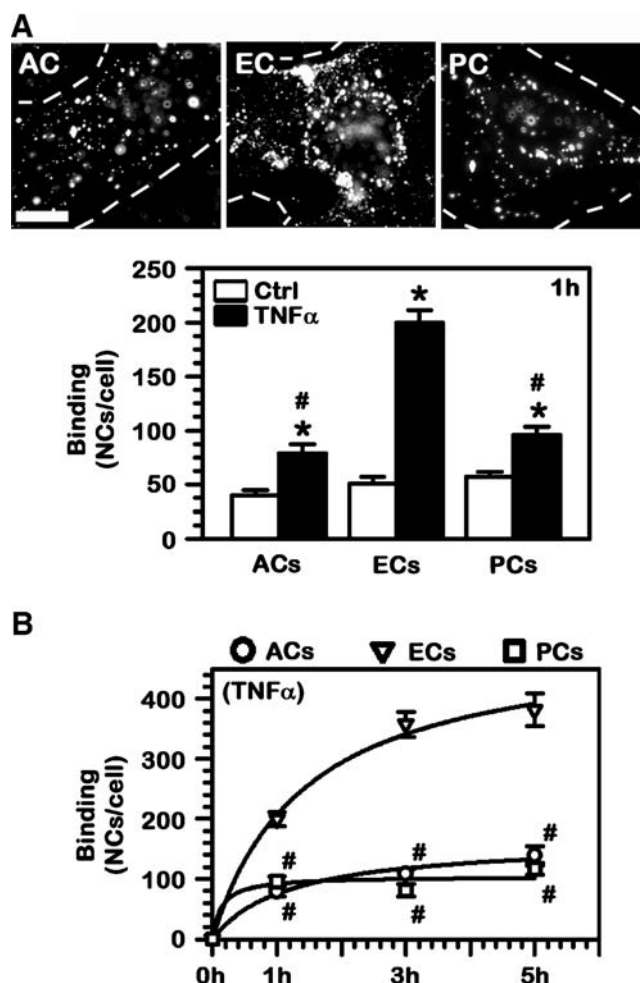 A
AC
EC
PC
250
200
150
100
50
0
Binding
(NCs/cell)
Ctrl
TNFα
1h
*
#
*
#
*
ACs
ECs
PCs
B
ACs
ECs
PCs
(TNFα)
400
300
200
100
0
Binding
(NCs/cell)
#
#
#
#
#
#
0h
1h
3h
5h